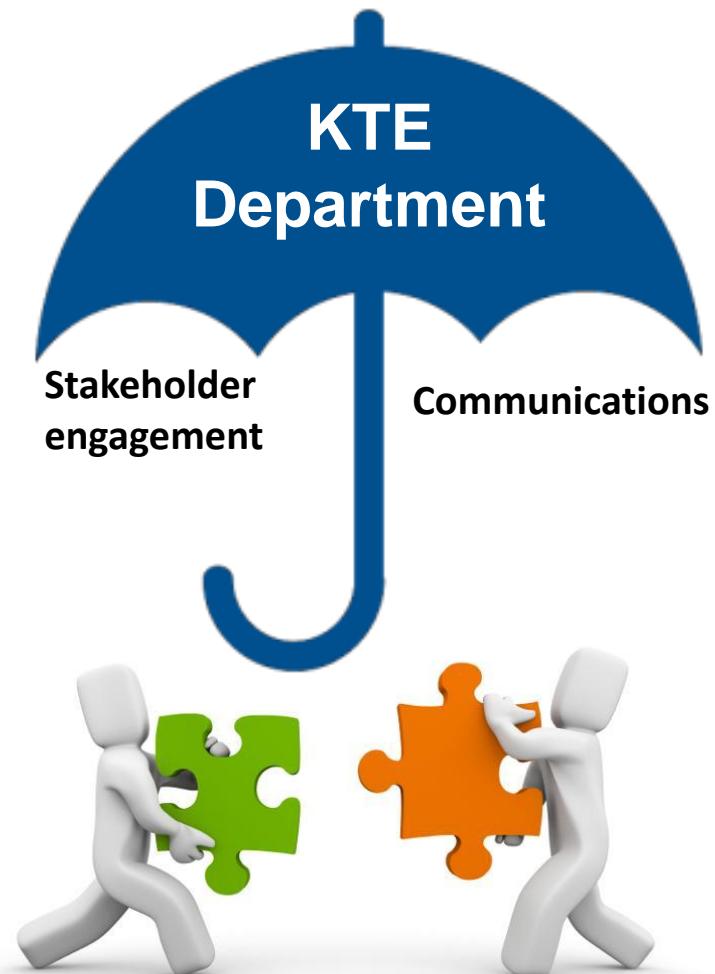 KTE
Department
Stakeholder
engagement
Communications